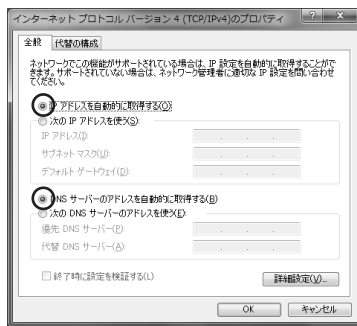 インターネット プロトコル バージョン 4 (TCP/IPv4)のプロパティ
全般 代替の構成
ネットワークでこの機能がサポートされている場合は、IP 設定を自動的に取得することがで
きます。サポートされていない場合は、ネットワーク管理者に適切な IP 設定を問い合わせ
てください。
IP アドレスを自動的に取得する(O)
次の IP アドレスを使う(S):
IP アドレス(I):
サブネット マスク(U):
デフォルト ゲートウェイ(D):
DNS サーバーのアドレスを自動的に取得する(B)
次の DNS サーバーのアドレスを使う(E):
優先 DNS サーバー(P):
代替 DNS サーバー(A):
終了時に設定を検証する(L)
詳細設定(V)...
OK キャンセル